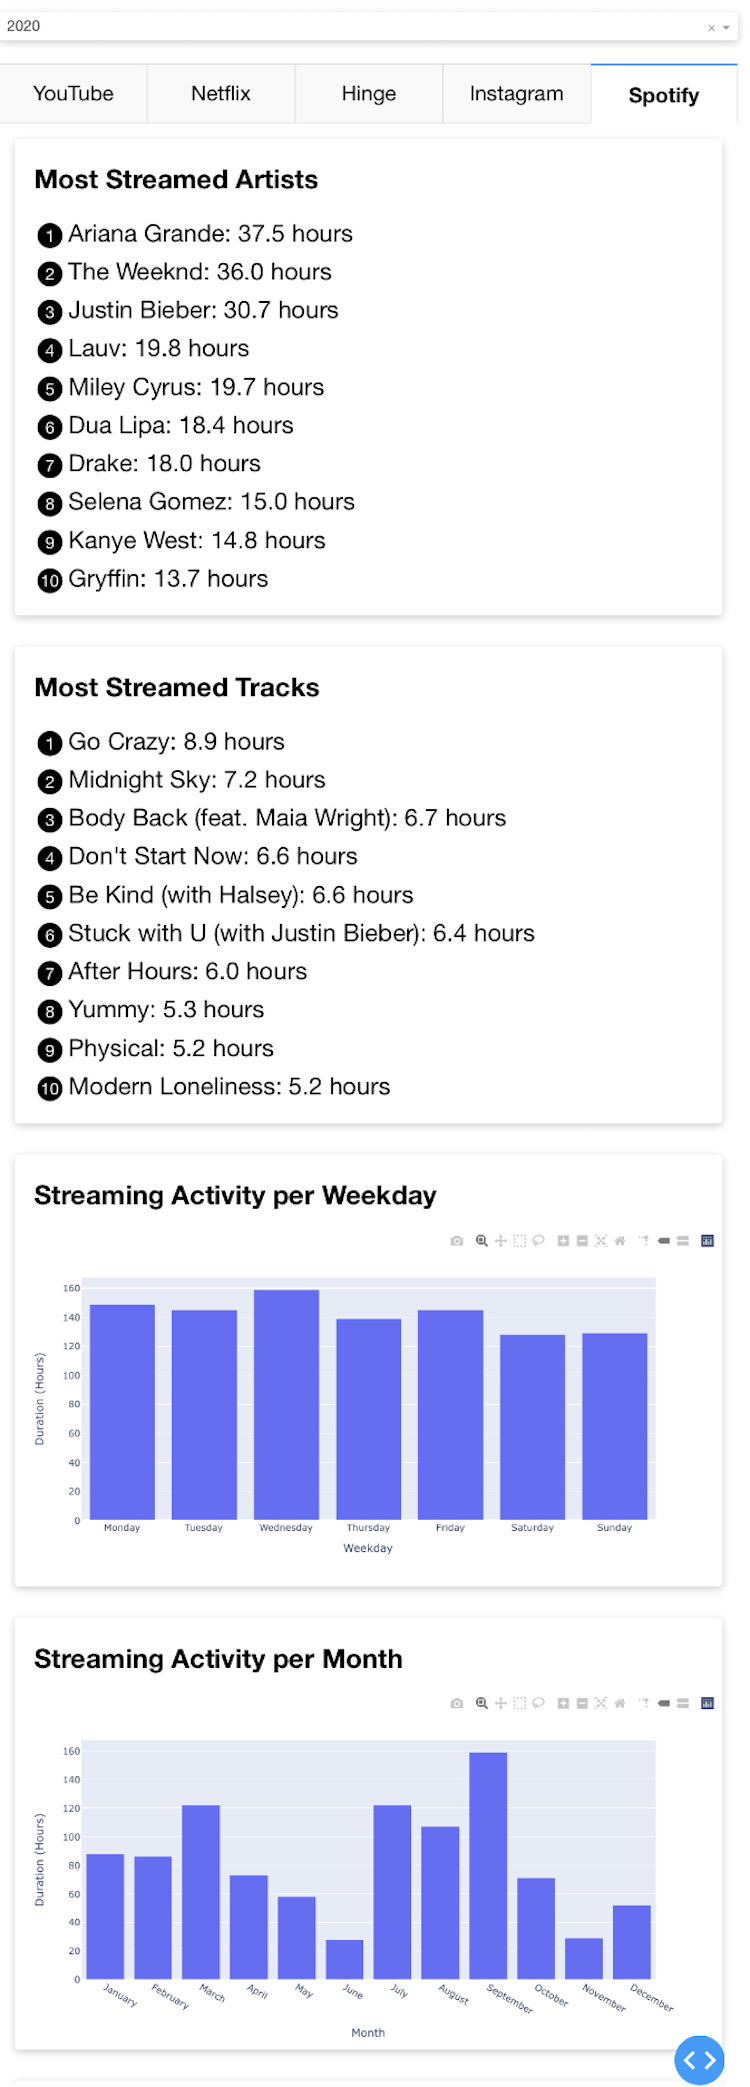 2020
× ▾
YouTube Netflix Hinge Instagram Spotify
Most Streamed Artists
1 Ariana Grande: 37.5 hours
2 The Weeknd: 36.0 hours
3 Justin Bieber: 30.7 hours
4 Lauv: 19.8 hours
5 Miley Cyrus: 19.7 hours
6 Dua Lipa: 18.4 hours
7 Drake: 18.0 hours
8 Selena Gomez: 15.0 hours
9 Kanye West: 14.8 hours
10 Gryffin: 13.7 hours
Most Streamed Tracks
1 Go Crazy: 8.9 hours
2 Midnight Sky: 7.2 hours
3 Body Back (feat. Maia Wright): 6.7 hours
4 Don't Start Now: 6.6 hours
5 Be Kind (with Halsey): 6.6 hours
6 Stuck with U (with Justin Bieber): 6.4 hours
7 After Hours: 6.0 hours
8 Yummy: 5.3 hours
9 Physical: 5.2 hours
10 Modern Loneliness: 5.2 hours
Streaming Activity per Weekday
160
140
120
100
80
60
40
20
0
Duration (Hours)
Monday Tuesday Wednesday Thursday Friday Saturday Sunday
Weekday
Streaming Activity per Month
160
140
120
100
80
60
40
20
0
Duration (Hours)
January February March April May June July August September October November December
Month